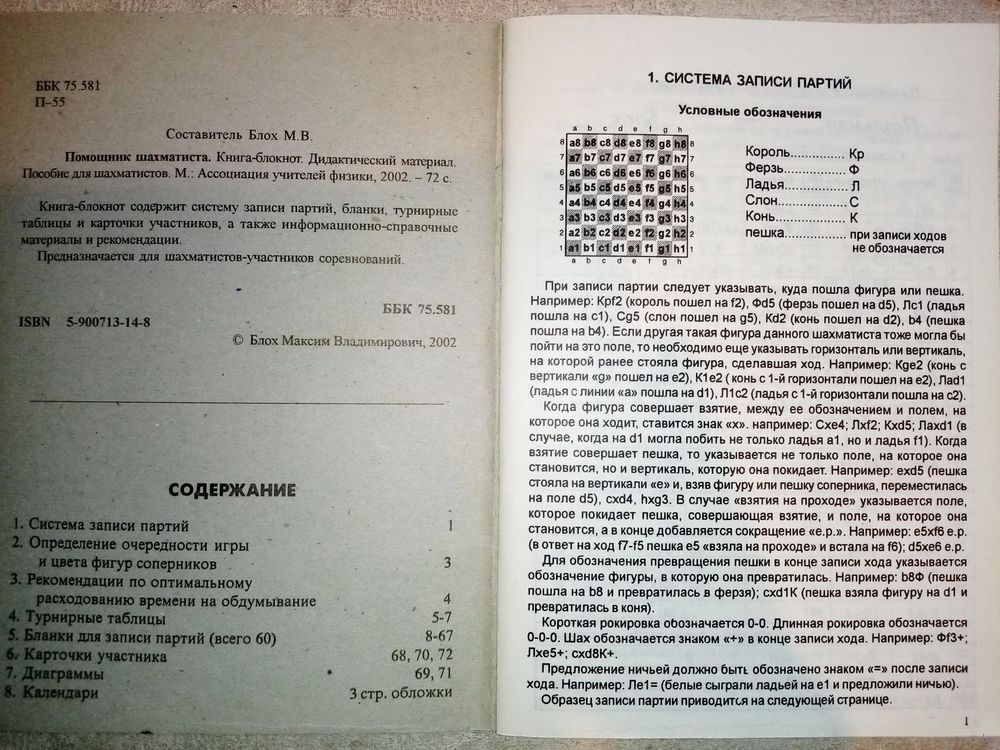 ББК 75.581
П–55
Составитель Блох М.В.
Помощник шахматиста. Книга-блокнот. Дидактический материал.
Пособие для шахматистов. М.: Ассоциация учителей физики, 2002. – 72 с.
Книга-блокнот содержит систему записи партий, бланки, турнирные
таблицы и карточки участников, а также информационно-справочные
материалы и рекомендации.
Предназначается для шахматистов-участников соревнований.
ББК 75.581
ISBN 5-900713-14-8
© Блох Максим Владимирович, 2002
СОДЕРЖАНИЕ
1. Система записи партий 1
2. Определение очередности игры
и цвета фигур соперников 3
3. Рекомендации по оптимальному
расходованию времени на обдумывание 4
4. Турнирные таблицы 5-7
5. Бланки для записи партий (всего 60) 8-67
6. Карточки участника 68, 70, 72
7. Диаграммы 69, 71
8. Календари 3 стр. обложки
1. СИСТЕМА ЗАПИСИ ПАРТИЙ
Условные обозначения
a b c d e f g h
8 a8 b8 c8 d8 e8 f8 g8 h8 8
7 a7 b7 c7 d7 e7 f7 g7 h7 7
6 a6 b6 c6 d6 e6 f6 g6 h6 6
5 a5 b5 c5 d5 e5 f5 g5 h5 5
4 a4 b4 c4 d4 e4 f4 g4 h4 4
3 a3 b3 c3 d3 e3 f3 g3 h3 3
2 a2 b2 c2 d2 e2 f2 g2 h2 2
1 a1 b1 c1 d1 e1 f1 g1 h1 1
a b c d e f g h
Король.............. Кр
Ферзь............... Ф
Ладья............... Л
Слон................. С
Конь................. К
пешка............... при записи ходов
не обозначается
При записи партии следует указывать, куда пошла фигура или пешка.
Например: Крf2 (король пошел на f2), Фd5 (ферзь пошел на d5), Лc1 (ладья
пошла на c1), Сg5 (слон пошел на g5), Кd2 (конь пошел на d2), b4 (пешка
пошла на b4). Если другая такая фигура данного шахматиста тоже могла бы
пойти на это поле, то необходимо еще указывать горизонталь или вертикаль,
на которой ранее стояла фигура, сделавшая ход. Например: Кge2 (конь с
вертикали «g» пошел на e2), К1e2 ( конь с 1-й горизонтали пошел на e2), Лad1
(ладья с линии «а» пошла на d1), Л1c2 (ладья с 1-й горизонтали пошла на c2).
Когда фигура совершает взятие, между ее обозначением и полем, на
которое она ходит, ставится знак «х». например: Схе4; Лхf2; Кхd5; Лахd1 (в
случае, когда на d1 могла побить не только ладья a1, но и ладья f1). Когда
взятие совершает пешка, то указывается не только поле, на которое она
становится, но и вертикаль, которую она покидает. Например: exd5 (пешка
стояла на вертикали «е» и, взяв фигуру или пешку соперника, переместилась
на поле d5), cxd4, hxg3. В случае «взятия на проходе» указывается поле,
которое покидает пешка, совершающая взятие, и поле, на которое она
становится, а в конце добавляется сокращение «е.р.». Например: e5xf6 e.p.
(в ответ на ход f7-f5 пешка e5 «взяла на проходе» и встала на f6); d5xe6 e.p.
Для обозначения превращения пешки в конце записи хода указывается
обозначение фигуры, в которую она превратилась. Например: b8Ф (пешка
пошла на b8 и превратилась в ферзя); cxd1К (пешка взяла фигуру на d1 и
превратилась в коня).
Короткая рокировка обозначается 0-0. Длинная рокировка обозначается
0-0-0. Шах обозначается знаком «+» в конце записи хода. Например: Фf3+;
Лхе5+; cxd8К+.
Предложение ничьей должно быть обозначено знаком «=» после записи
хода. Например: Ле1= (белые сыграли ладьей на e1 и предложили ничью).
Образец записи партии приводится на следующей странице.
1